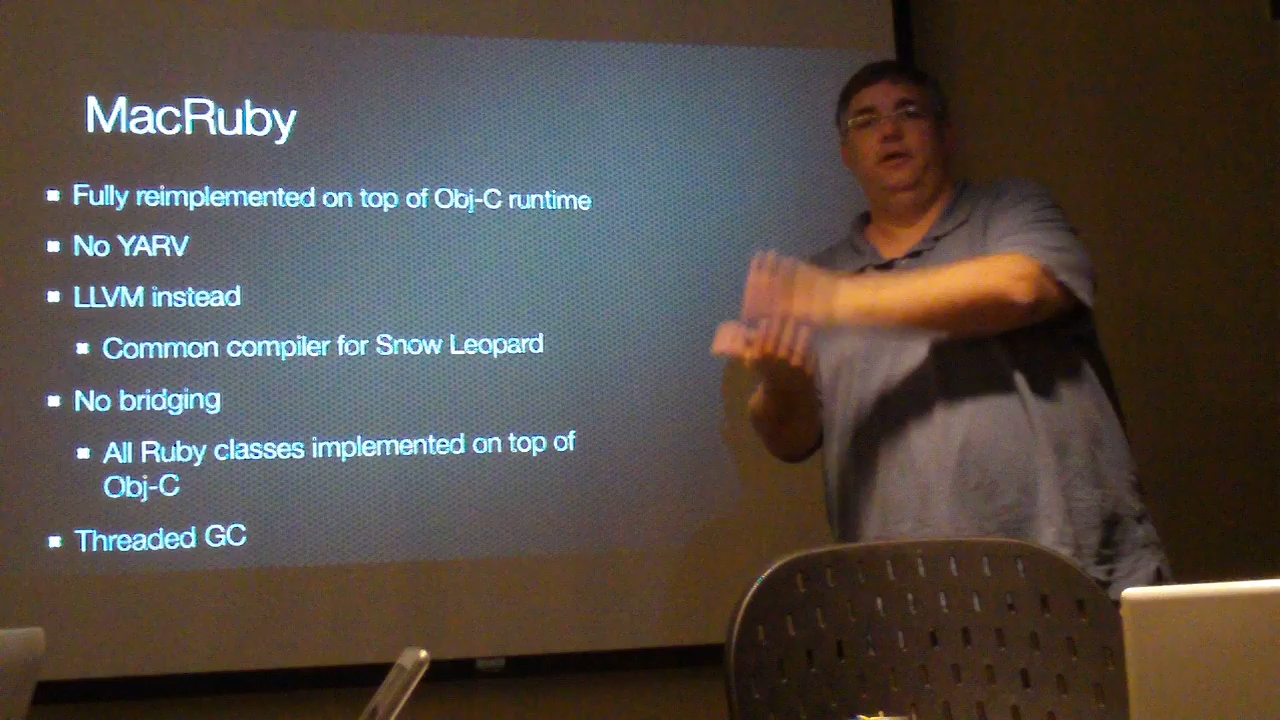 MacRuby
Fully reimplemented on top of Obj-C runtime
No YARV
LLVM instead
Common compiler for Snow Leopard
No bridging
All Ruby classes implemented on top of
Obj-C
Threaded GC